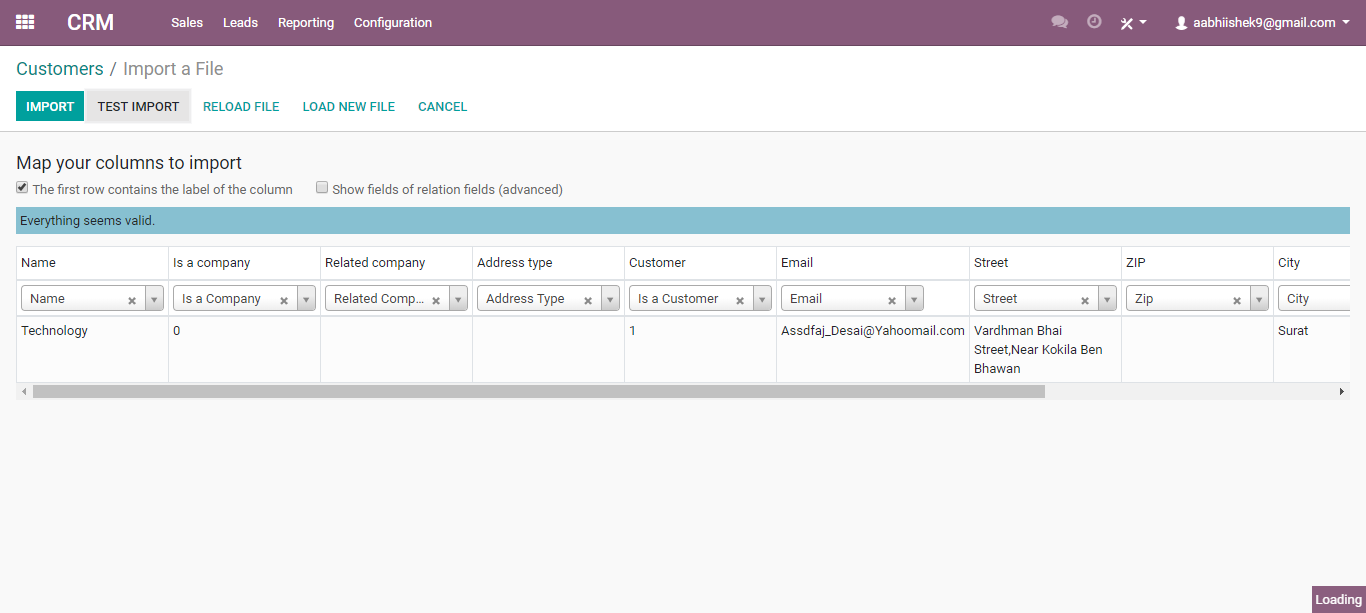 CRM Sales Leads Reporting Configuration aabhiishek9@gmail.com
Customers / Import a File
IMPORT TEST IMPORT RELOAD FILE LOAD NEW FILE CANCEL
Map your columns to import
The first row contains the label of the column Show fields of relation fields (advanced)
Everything seems valid.
Name Is a company Related company Address type Customer Email Street ZIP City
Name Is a Company Related Comp... Address Type Is a Customer Email Street Zip City
Technology 0 1 Assdfaj_Desai@Yahoomail.com Vardhman Bhai Surat
Street,Near Kokila Ben
Bhawan
Loading